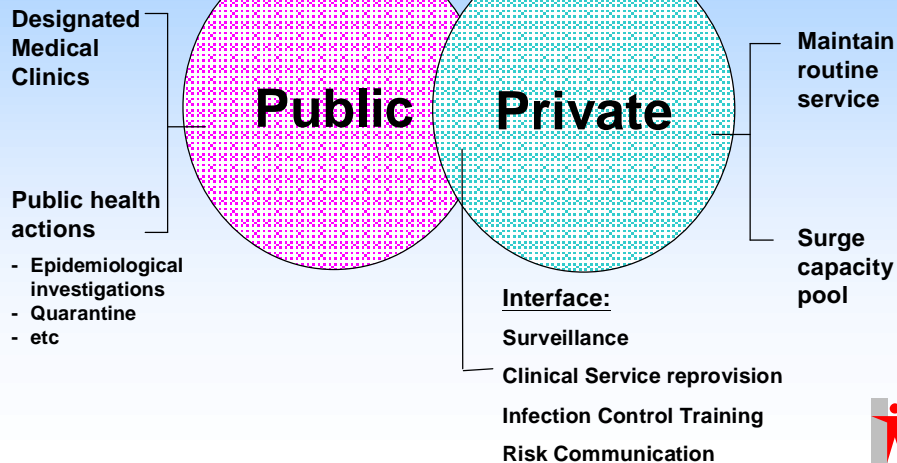 Designated
Medical
Clinics
Public health
actions
- Epidemiological
investigations
- Quarantine
- etc
Public
Private
Maintain
routine
service
Surge
capacity
pool
Interface:
Surveillance
Clinical Service reprovision
Infection Control Training
Risk Communication